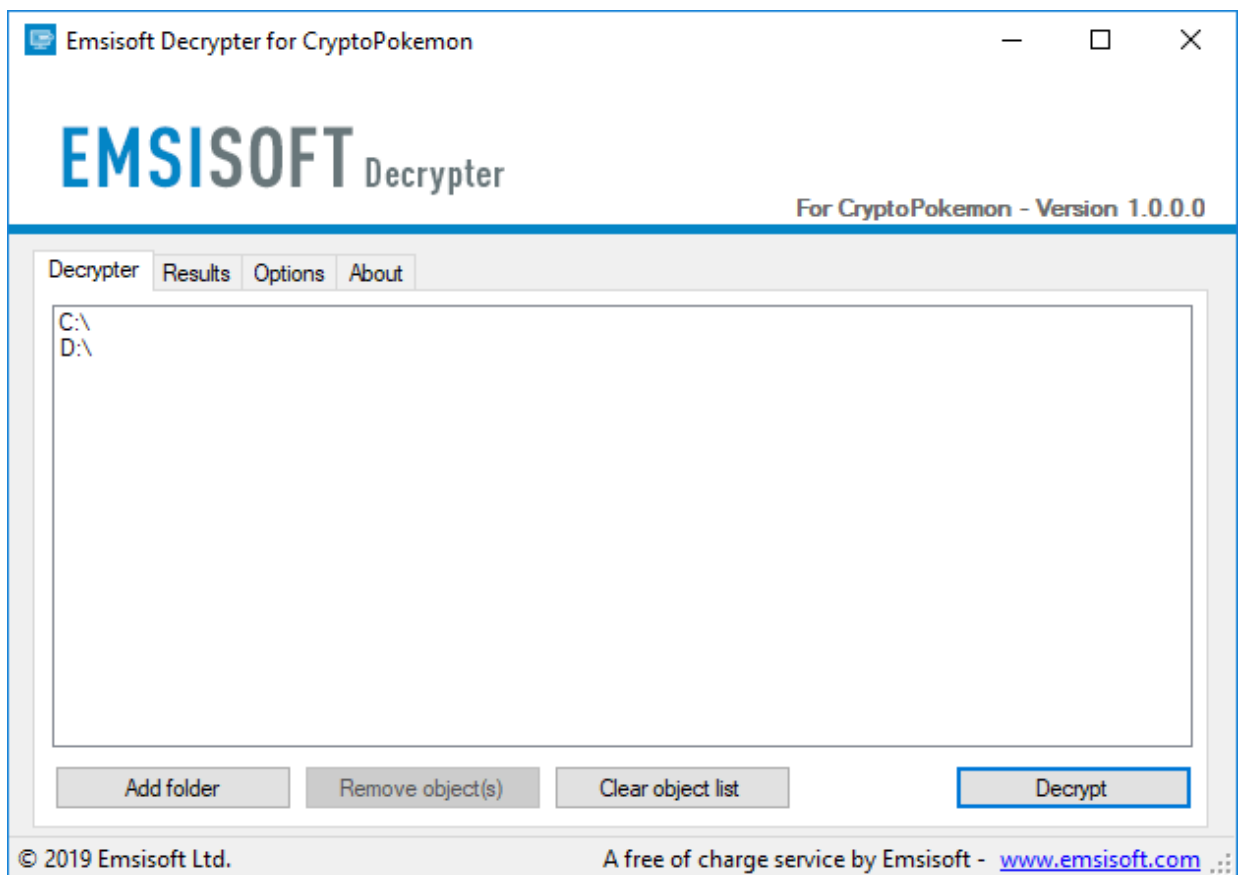 Emsisoft Decrypter for CryptoPokemon
EMSISOFT Decrypter
For CryptoPokemon - Version 1.0.0.0
Decrypter Results Options About
C:\
D:\
Add folder Remove object(s) Clear object list Decrypt
© 2019 Emsisoft Ltd. A free of charge service by Emsisoft - www.emsisoft.com